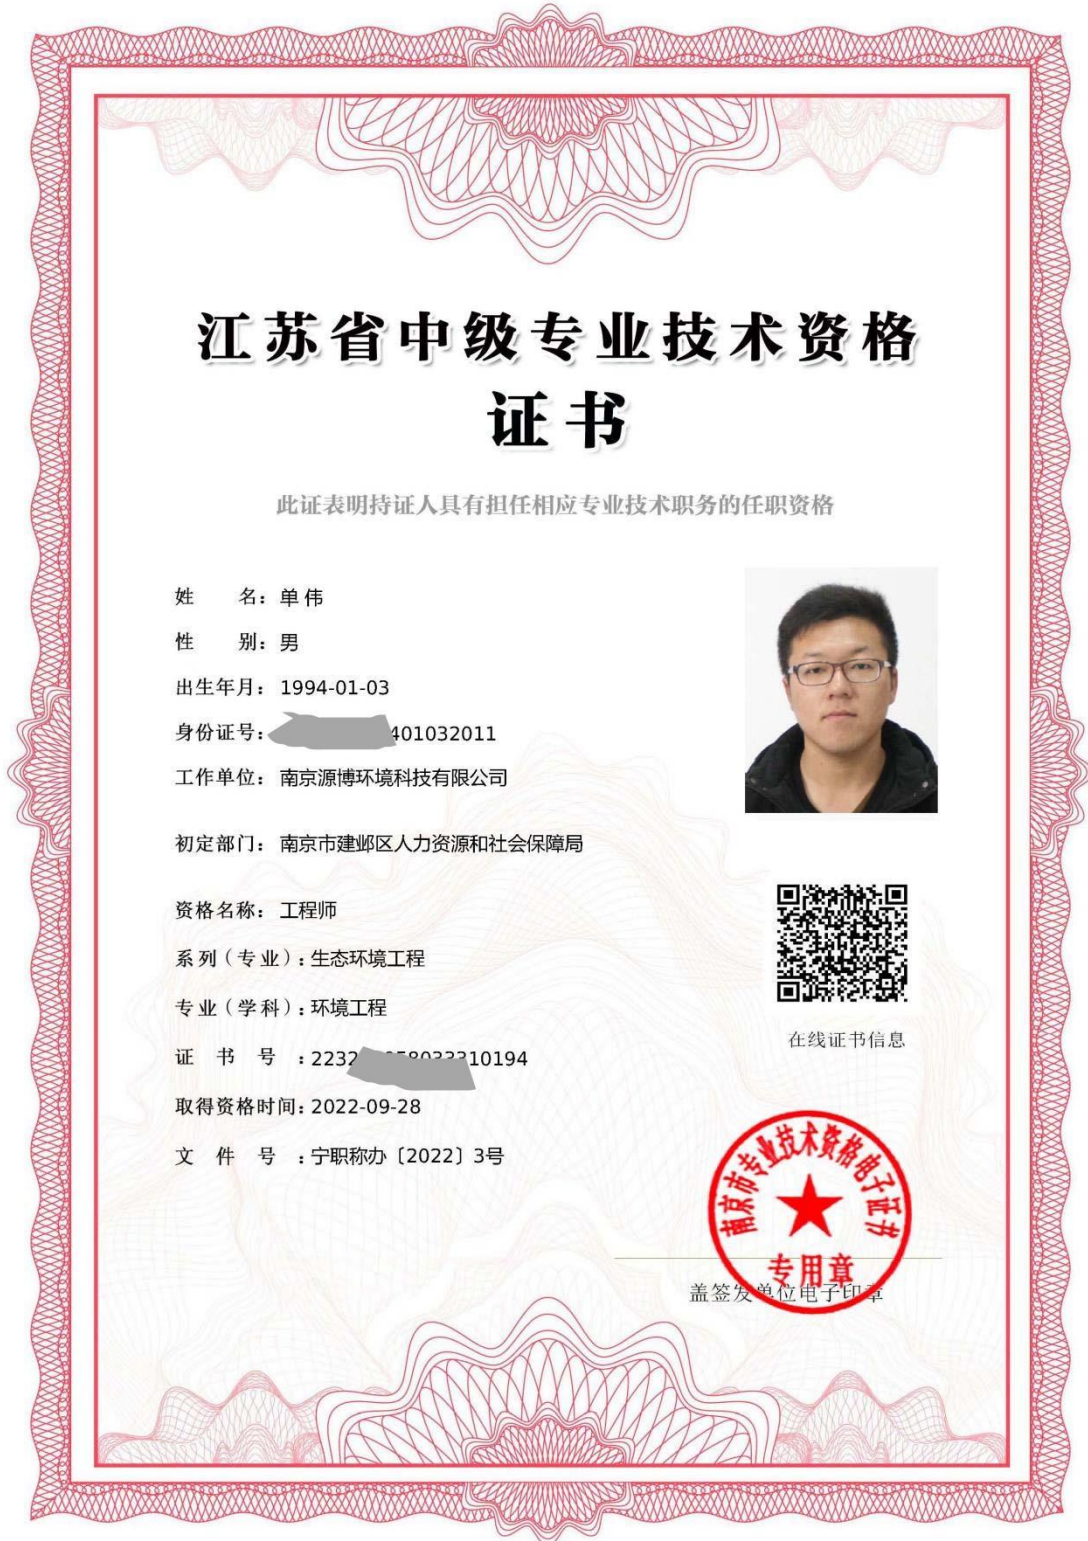 江苏省中级专业技术资格
证书
此证表明持证人具有担任相应专业技术职务的任职资格
姓 名：单伟
性 别：男
出生年月：1994-01-03
身份证号：401032011
工作单位：南京源博环境科技有限公司
初定部门：南京市建邺区人力资源和社会保障局
资格名称：工程师
系列（专业）：生态环境工程
专业（学科）：环境工程
证 书 号：2232 10194
取得资格时间：2022-09-28
文 件 号：宁职称办〔2022〕3号
在线证书信息
南京市专业技术资格电子证书
专用章
盖签发单位电子印章